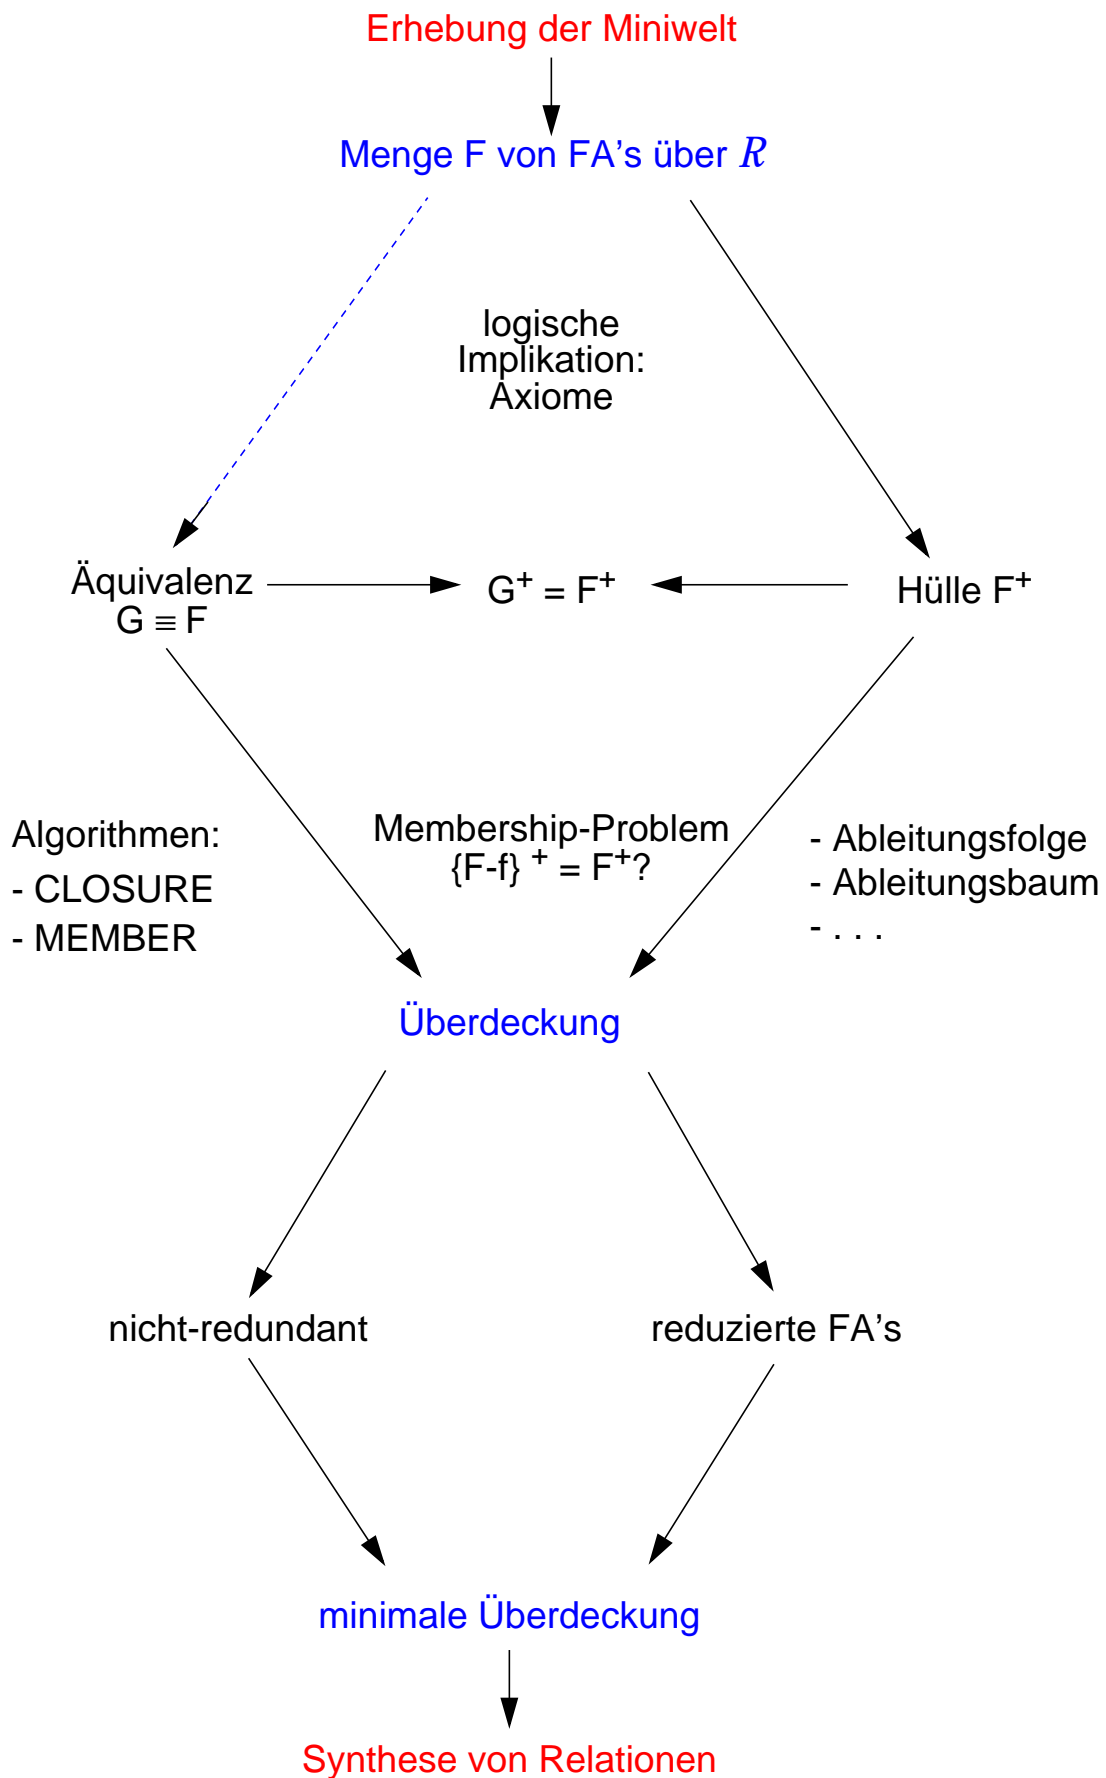 Erhebung der Miniwelt
Menge F von FA's über R
logische
Implikation:
Axiome
Äquivalenz
G ≡ F
G⁺ = F⁺
Hülle F⁺
Algorithmen:
- CLOSURE
- MEMBER
Membership-Problem
{F-f} ⁺ = F⁺?
- Ableitungsfolge
- Ableitungsbaum
- . . .
Überdeckung
nicht-redundant
reduzierte FA's
minimale Überdeckung
Synthese von Relationen